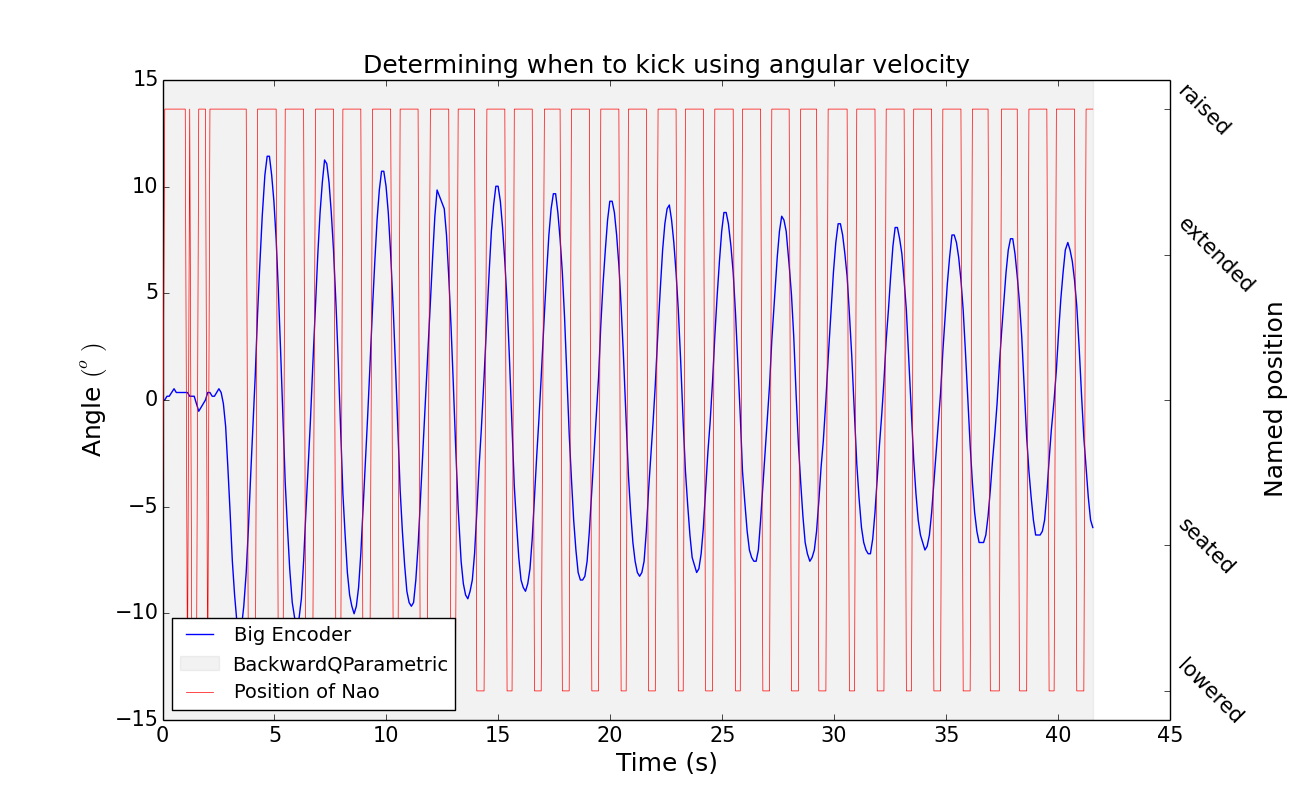 Determining when to kick using angular velocity
15
10
5
0
−5
−10
−15
Angle (o)
raised
extended
seated
lowered
Named position
Big Encoder
BackwardQParametric
Position of Nao
0 5 10 15 20 25 30 35 40 45
Time (s)